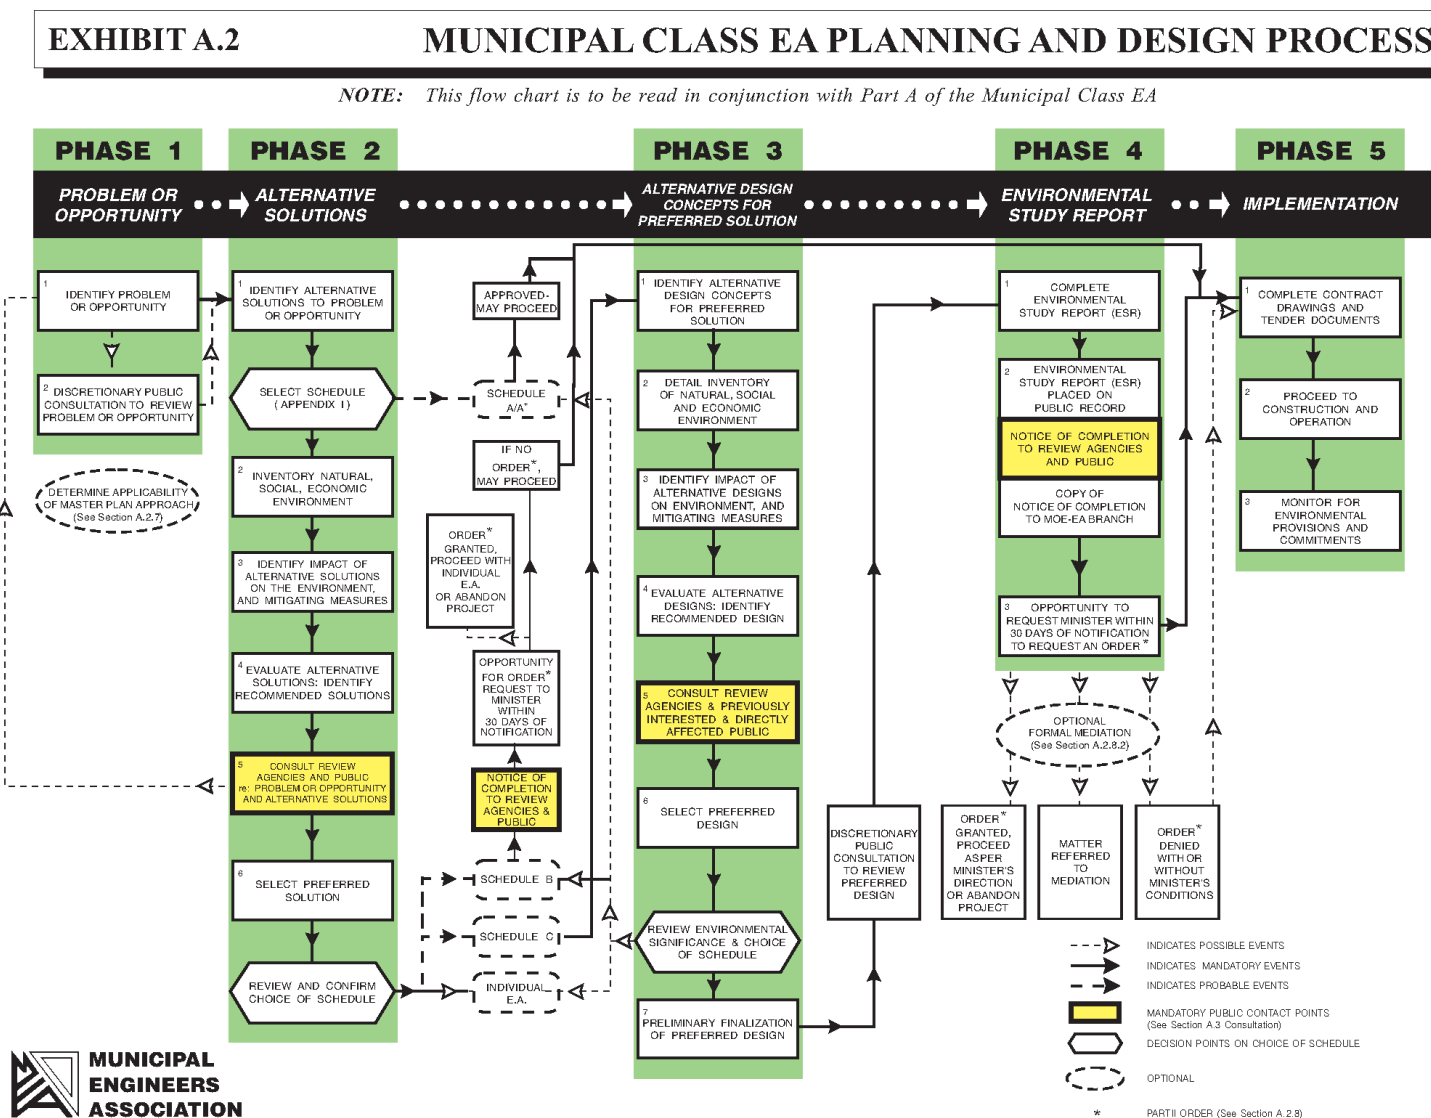 EXHIBIT A.2
MUNICIPAL CLASS EA PLANNING AND DESIGN PROCESS
NOTE: This flow chart is to be read in conjunction with Part A of the Municipal Class EA
PHASE 1
PROBLEM OR
OPPORTUNITY
1
IDENTIFY PROBLEM
OR OPPORTUNITY
2 DISCRETIONARY PUBLIC
CONSULTATION TO REVIEW
PROBLEM OR OPPORTUNITY
DETERMINE APPLICABILITY
OF MASTER PLAN APPROACH
(See Section A.2.7)
PHASE 2
ALTERNATIVE
SOLUTIONS
1 IDENTIFY ALTERNATIVE
SOLUTIONS TO PROBLEM
OR OPPORTUNITY
SELECT SCHEDULE
( APPENDIX I )
2
INVENTORY NATURAL,
SOCIAL, ECONOMIC
ENVIRONMENT
3 IDENTIFY IMPACT OF
ALTERNATIVE SOLUTIONS
ON THE ENVIRONMENT,
AND MITIGATING MEASURES
4 EVALUATE ALTERNATIVE
SOLUTIONS: IDENTIFY
RECOMMENDED SOLUTIONS
5 CONSULT REVIEW
AGENCIES AND PUBLIC
re: PROBLEM OR OPPORTUNITY
AND ALTERNATIVE SOLUTIONS
6
SELECT PREFERRED
SOLUTION
REVIEW AND CONFIRM
CHOICE OF SCHEDULE
APPROVED-
MAY PROCEED
SCHEDULE
A/A+
IF NO
ORDER*,
MAY PROCEED
ORDER*
GRANTED,
PROCEED WITH
INDIVIDUAL
E.A.
OR ABANDON
PROJECT
OPPORTUNITY
FOR ORDER*
REQUEST TO
MINISTER
WITHIN
30 DAYS OF
NOTIFICATION
NOTICE OF
COMPLETION
TO REVIEW
AGENCIES &
PUBLIC
SCHEDULE B
SCHEDULE C
INDIVIDUAL
E.A.
PHASE 3
ALTERNATIVE DESIGN
CONCEPTS FOR
PREFERRED SOLUTION
1 IDENTIFY ALTERNATIVE
DESIGN CONCEPTS
FOR PREFERRED
SOLUTION
2 DETAIL INVENTORY
OF NATURAL, SOCIAL
AND ECONOMIC
ENVIRONMENT
3 IDENTIFY IMPACT OF
ALTERNATIVE DESIGNS
ON ENVIRONMENT, AND
MITIGATING MEASURES
4 EVALUATE ALTERNATIVE
DESIGNS: IDENTIFY
RECOMMENDED DESIGN
5 CONSULT REVIEW
AGENCIES & PREVIOUSLY
INTERESTED & DIRECTLY
AFFECTED PUBLIC
6
SELECT PREFERRED
DESIGN
REVIEW ENVIRONMENTAL
SIGNIFICANCE & CHOICE
OF SCHEDULE
7
PRELIMINARY FINALIZATION
OF PREFERRED DESIGN
DISCRETIONARY
PUBLIC
CONSULTATION
TO REVIEW
PREFERRED
DESIGN
PHASE 4
ENVIRONMENTAL
STUDY REPORT
1
COMPLETE
ENVIRONMENTAL
STUDY REPORT (ESR)
2 ENVIRONMENTAL
STUDY REPORT (ESR)
PLACED ON
PUBLIC RECORD
NOTICE OF COMPLETION
TO REVIEW AGENCIES
AND PUBLIC
COPY OF
NOTICE OF COMPLETION
TO MOE-EA BRANCH
3 OPPORTUNITY TO
REQUEST MINISTER WITHIN
30 DAYS OF NOTIFICATION
TO REQUEST AN ORDER *
OPTIONAL
FORMAL MEDIATION
(See Section A.2.8.2)
ORDER*
GRANTED,
PROCEED
AS PER
MINISTER'S
DIRECTION
OR ABANDON
PROJECT
MATTER
REFERRED
TO
MEDIATION
ORDER*
DENIED
WITH OR
WITHOUT
MINISTER'S
CONDITIONS
PHASE 5
IMPLEMENTATION
1 COMPLETE CONTRACT
DRAWINGS AND
TENDER DOCUMENTS
2
PROCEED TO
CONSTRUCTION AND
OPERATION
3 MONITOR FOR
ENVIRONMENTAL
PROVISIONS AND
COMMITMENTS
INDICATES POSSIBLE EVENTS
INDICATES MANDATORY EVENTS
INDICATES PROBABLE EVENTS
MANDATORY PUBLIC CONTACT POINTS
(See Section A.3 Consultation)
DECISION POINTS ON CHOICE OF SCHEDULE
OPTIONAL
* PART II ORDER (See Section A.2.8)
MUNICIPAL
ENGINEERS
ASSOCIATION